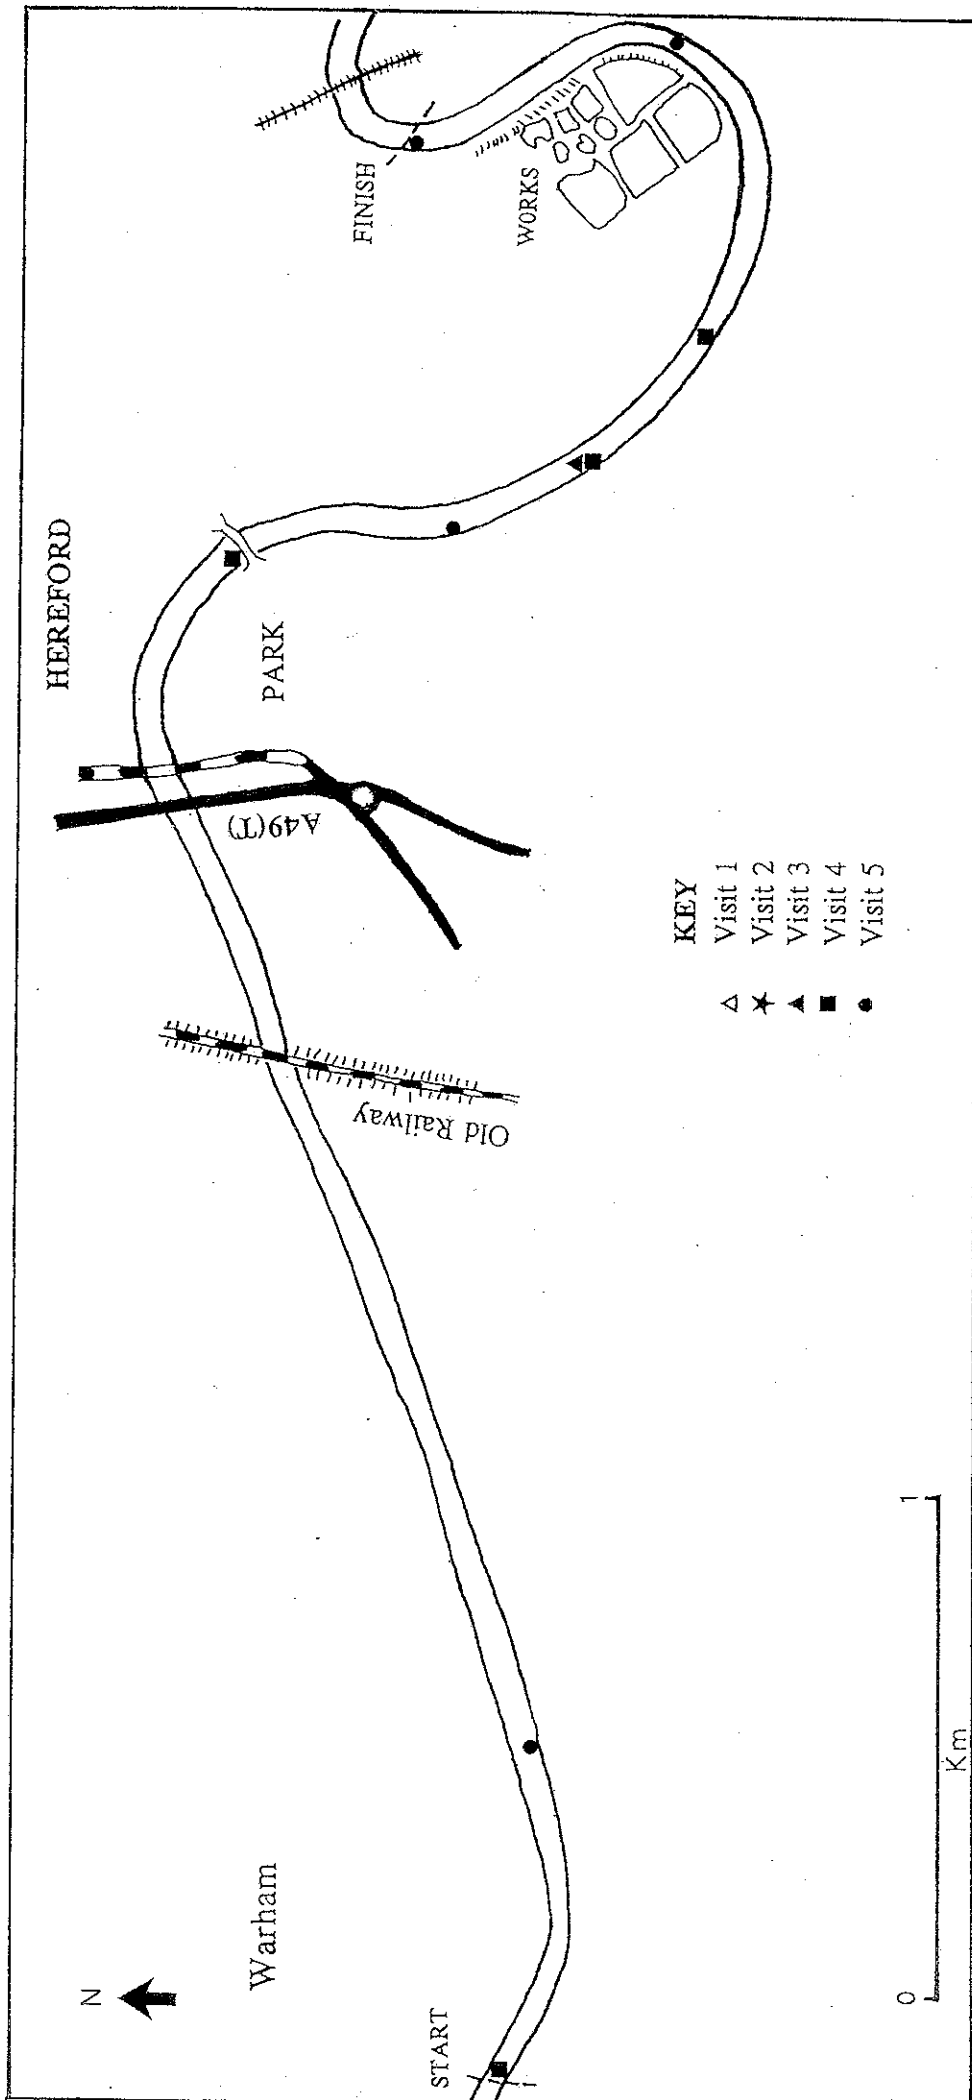 N
Warham
START
Old Railway
A49(T)
HEREFORD
PARK
FINISH
WORKS
KEY
Visit 1
Visit 2
Visit 3
Visit 4
Visit 5
0 1
Km